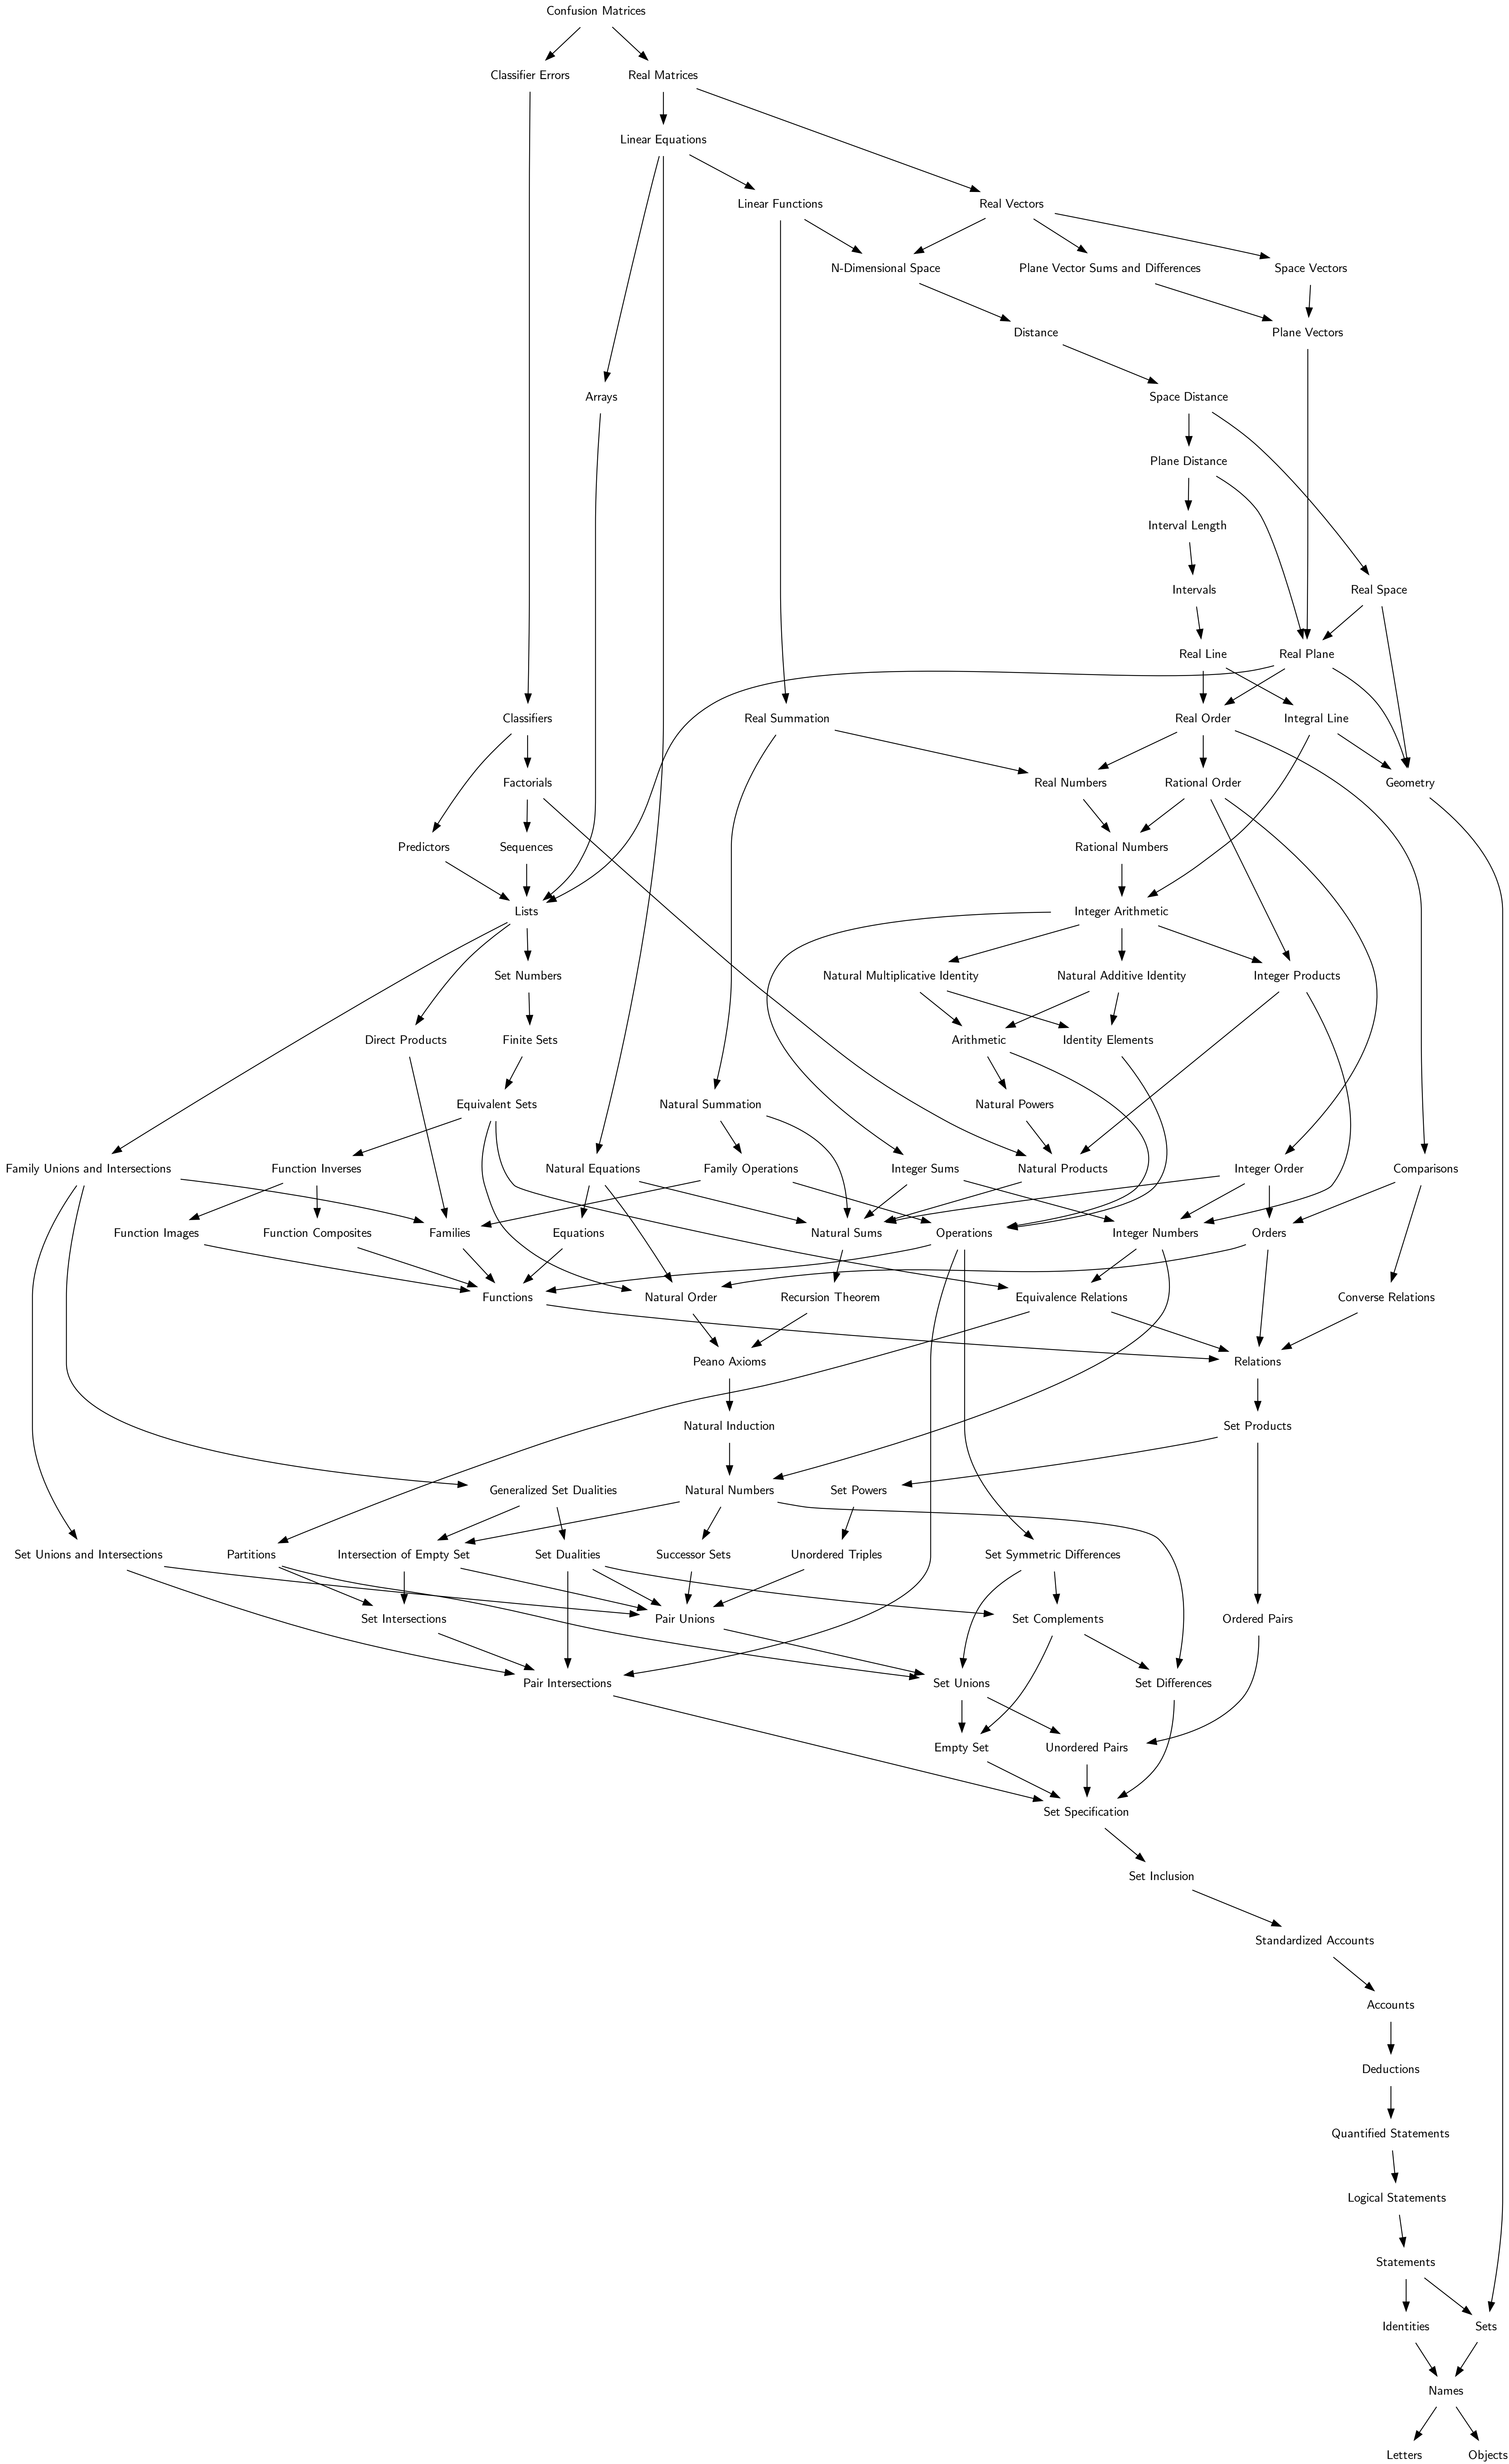 Confusion Matrices
Classifier Errors
Real Matrices
Linear Equations
Linear Functions
Real Vectors
N-Dimensional Space
Plane Vector Sums and Differences
Space Vectors
Distance
Plane Vectors
Arrays
Space Distance
Plane Distance
Interval Length
Intervals
Real Space
Real Line
Real Plane
Classifiers
Real Summation
Real Order
Integral Line
Factorials
Real Numbers
Rational Order
Geometry
Predictors
Sequences
Rational Numbers
Lists
Integer Arithmetic
Set Numbers
Natural Multiplicative Identity
Natural Additive Identity
Integer Products
Direct Products
Finite Sets
Arithmetic
Identity Elements
Equivalent Sets
Natural Summation
Natural Powers
Family Unions and Intersections
Function Inverses
Natural Equations
Family Operations
Integer Sums
Natural Products
Integer Order
Comparisons
Function Images
Function Composites
Families
Equations
Natural Sums
Operations
Integer Numbers
Orders
Functions
Natural Order
Recursion Theorem
Equivalence Relations
Converse Relations
Peano Axioms
Relations
Natural Induction
Set Products
Generalized Set Dualities
Natural Numbers
Set Powers
Set Unions and Intersections
Partitions
Intersection of Empty Set
Set Dualities
Successor Sets
Unordered Triples
Set Symmetric Differences
Set Intersections
Pair Unions
Set Complements
Ordered Pairs
Pair Intersections
Set Unions
Set Differences
Empty Set
Unordered Pairs
Set Specification
Set Inclusion
Standardized Accounts
Accounts
Deductions
Quantified Statements
Logical Statements
Statements
Identities
Sets
Names
Letters
Objects